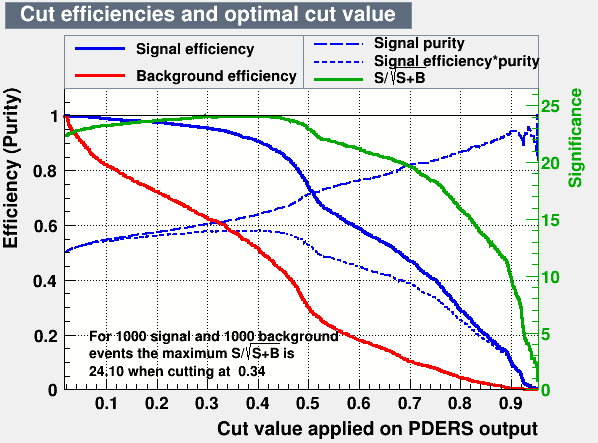 Cut efficiencies and optimal cut value
Signal efficiency
Background efficiency
Signal purity
Signal efficiency*purity
S/√S+B
Efficiency (Purity)
1
0.8
0.6
0.4
0.2
0
Significance
25
20
15
10
5
0
For 1000 signal and 1000 background
events the maximum S/√S+B is
24.10 when cutting at 0.34
0.1 0.2 0.3 0.4 0.5 0.6 0.7 0.8 0.9
Cut value applied on PDERS output